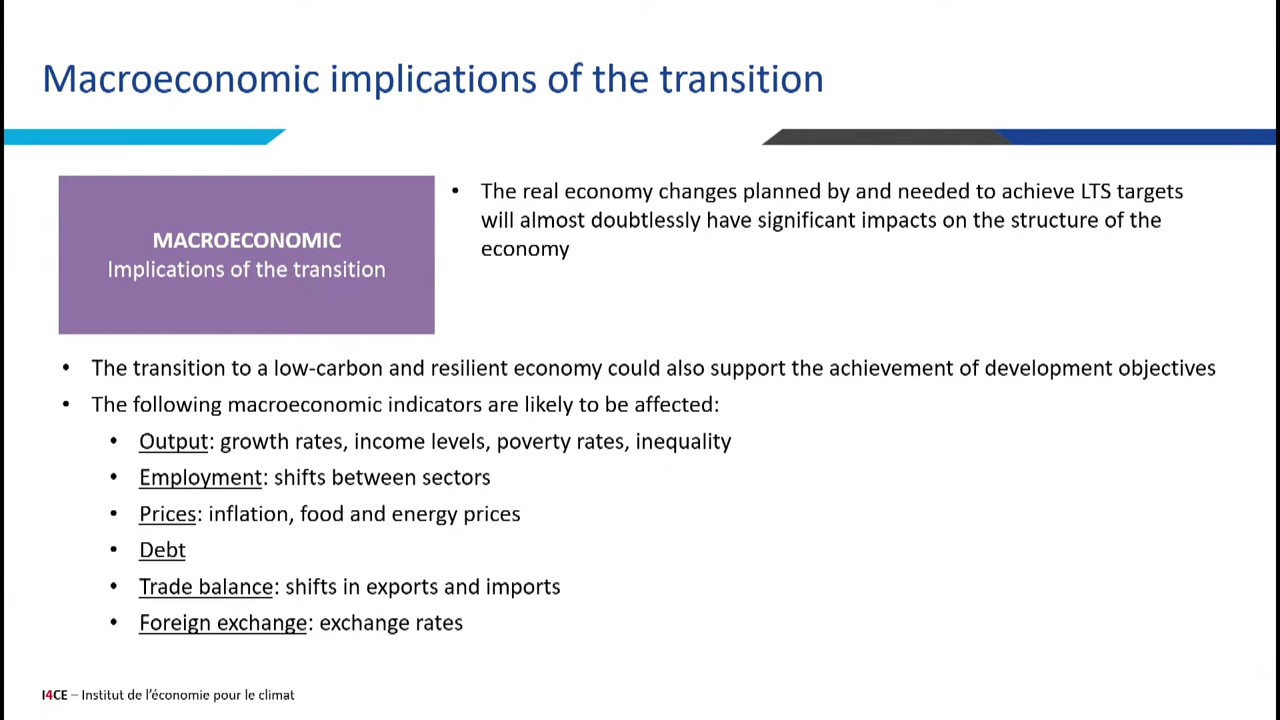 Macroeconomic implications of the transition
MACROECONOMIC
Implications of the transition
• The real economy changes planned by and needed to achieve LTS targets
will almost doubtlessly have significant impacts on the structure of the
economy
• The transition to a low-carbon and resilient economy could also support the achievement of development objectives
• The following macroeconomic indicators are likely to be affected:
• Output: growth rates, income levels, poverty rates, inequality
• Employment: shifts between sectors
• Prices: inflation, food and energy prices
• Debt
• Trade balance: shifts in exports and imports
• Foreign exchange: exchange rates
I4CE – Institut de l'économie pour le climat